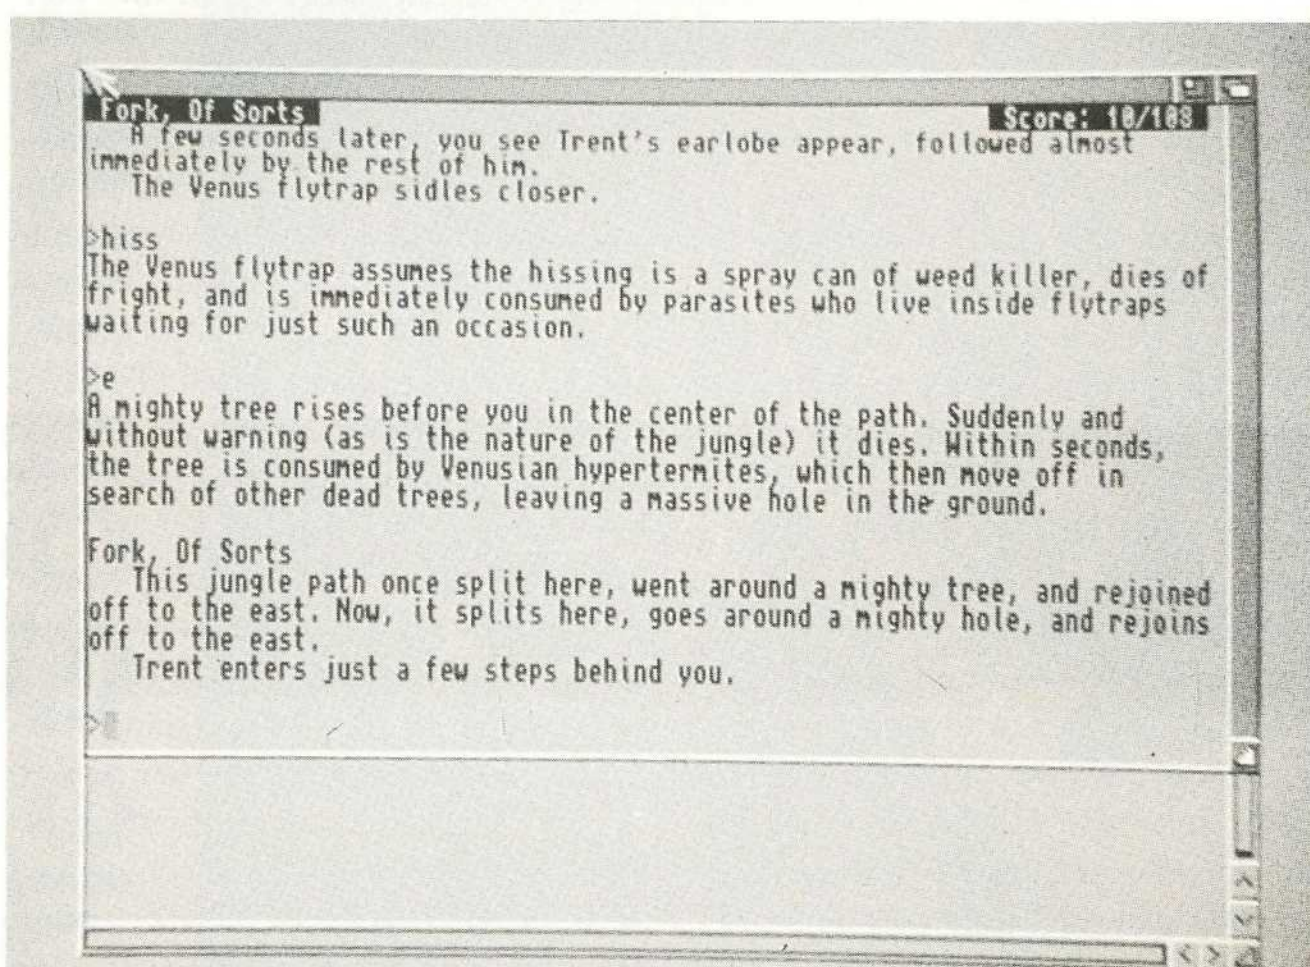 Fork, Of Sorts
Score: 10/108
A few seconds later, you see Trent's earlobe appear, followed almost
immediately by the rest of him.
The Venus flytrap sidles closer.
>hiss
The Venus flytrap assumes the hissing is a spray can of weed killer, dies of
fright, and is immediately consumed by parasites who live inside flytraps
waiting for just such an occasion.
>e
A mighty tree rises before you in the center of the path. Suddenly and
without warning (as is the nature of the jungle) it dies. Within seconds,
the tree is consumed by Venusian hypertermites, which then move off in
search of other dead trees, leaving a massive hole in the ground.
Fork, Of Sorts
This jungle path once split here, went around a mighty tree, and rejoined
off to the east. Now, it splits here, goes around a mighty hole, and rejoins
off to the east.
Trent enters just a few steps behind you.
>